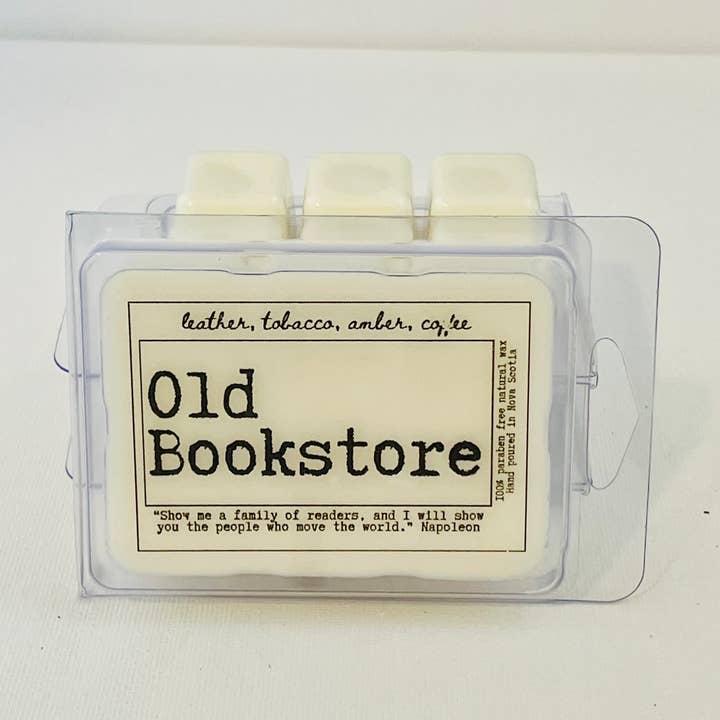 leather, tobacco, amber, coffee
Old
Bookstore
100% paraben free natural wax
Hand poured in Nova Scotia
"Show me a family of readers, and I will show
you the people who move the world." Napoleon